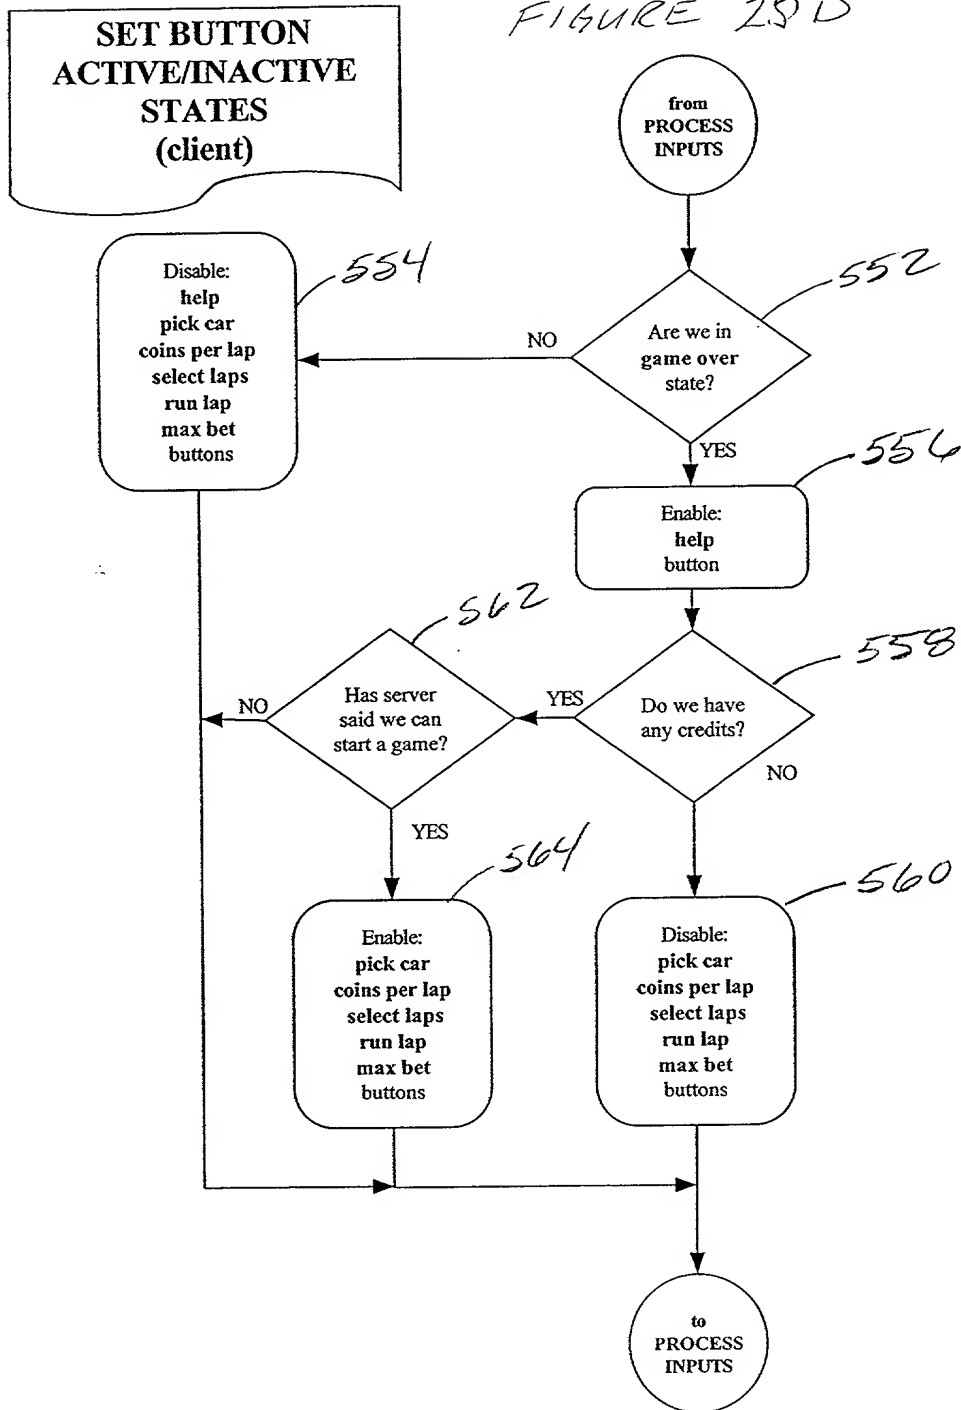 FIGURE 28D
SET BUTTON
ACTIVE/INACTIVE
STATES
(client)
from
PROCESS
INPUTS
554
Disable:
help
pick car
coins per lap
select laps
run lap
max bet
buttons
552
NO
Are we in
game over
state?
YES
556
Enable:
help
button
562
558
NO
Has server
said we can
start a game?
YES
Do we have
any credits?
NO
YES
564
560
Enable:
pick car
coins per lap
select laps
run lap
max bet
buttons
Disable:
pick car
coins per lap
select laps
run lap
max bet
buttons
to
PROCESS
INPUTS